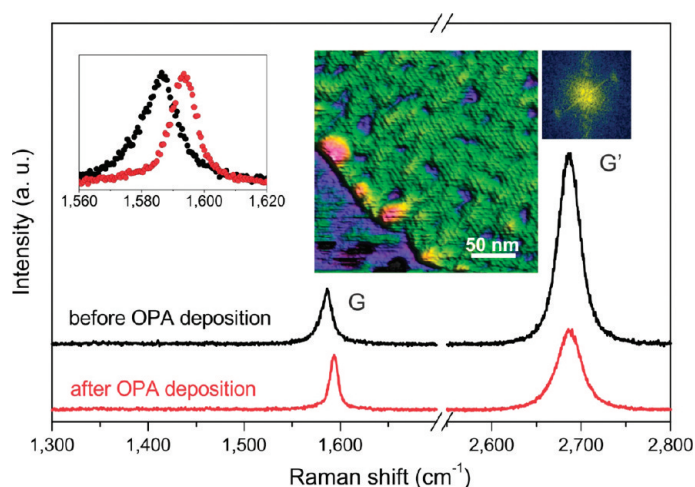 1,560 1,580 1,600 1,620
50 nm
G'
G
before OPA deposition
after OPA deposition
1,300 1,400 1,500 1,600 2,600 2,700 2,800
Raman shift (cm⁻¹)
Intensity (a. u.)